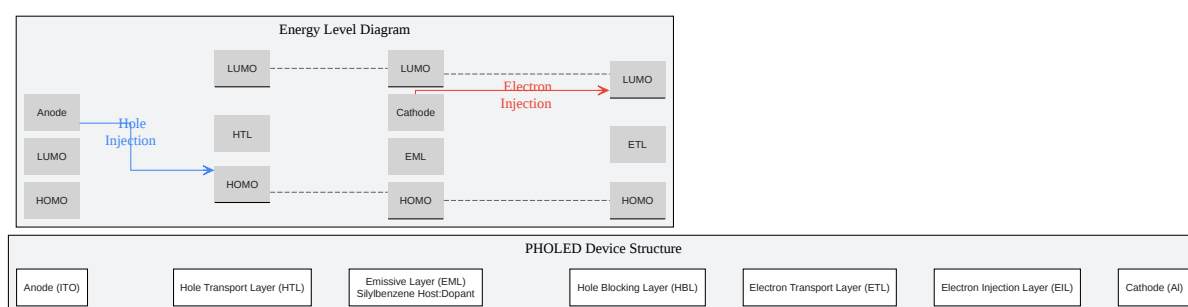 Energy Level Diagram
LUMO
LUMO
LUMO
Electron
Injection
Anode
Cathode
Hole
Injection
HTL
ETL
LUMO
EML
HOMO
HOMO
HOMO
HOMO
PHOLED Device Structure
Anode (ITO)
Hole Transport Layer (HTL)
Emissive Layer (EML)
Silylbenzene Host:Dopant
Hole Blocking Layer (HBL)
Electron Transport Layer (ETL)
Electron Injection Layer (EIL)
Cathode (Al)